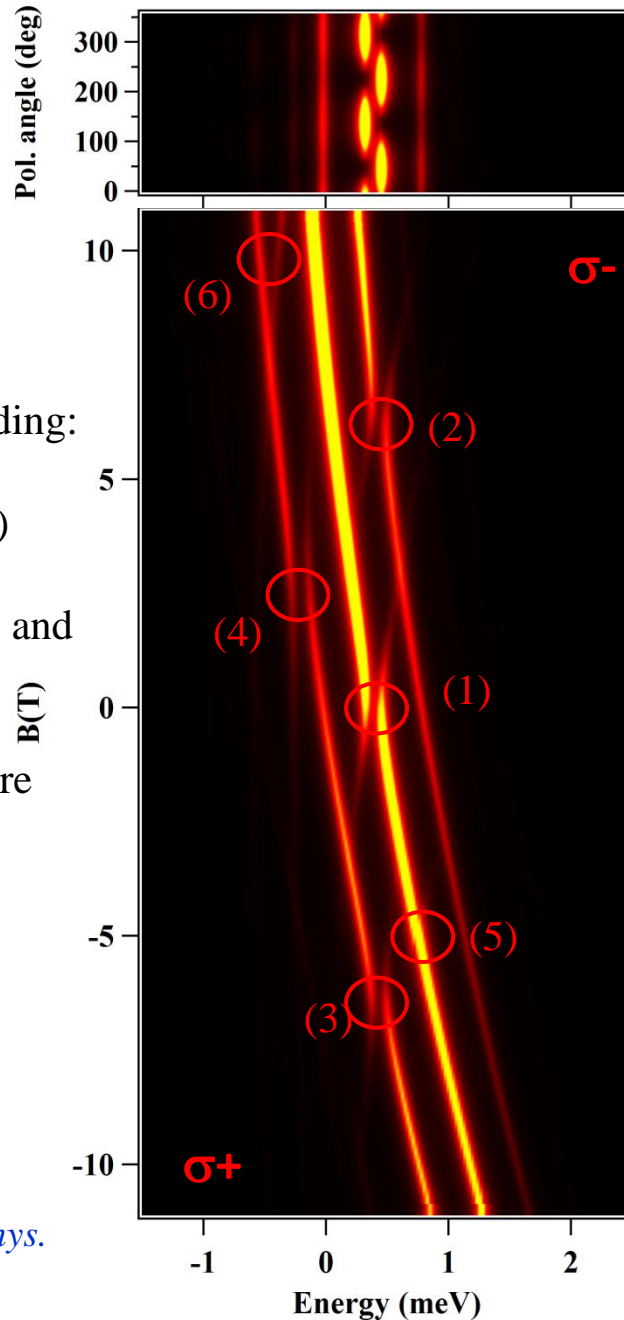 Pol. angle (deg)
300
200
100
0
10
σ-
(6)
ding:
(2)
5
)
and
(4)
(1)
0
B(T)
re
-5
(5)
(3)
-10
σ+
hys.
-1 0 1 2
Energy (meV)